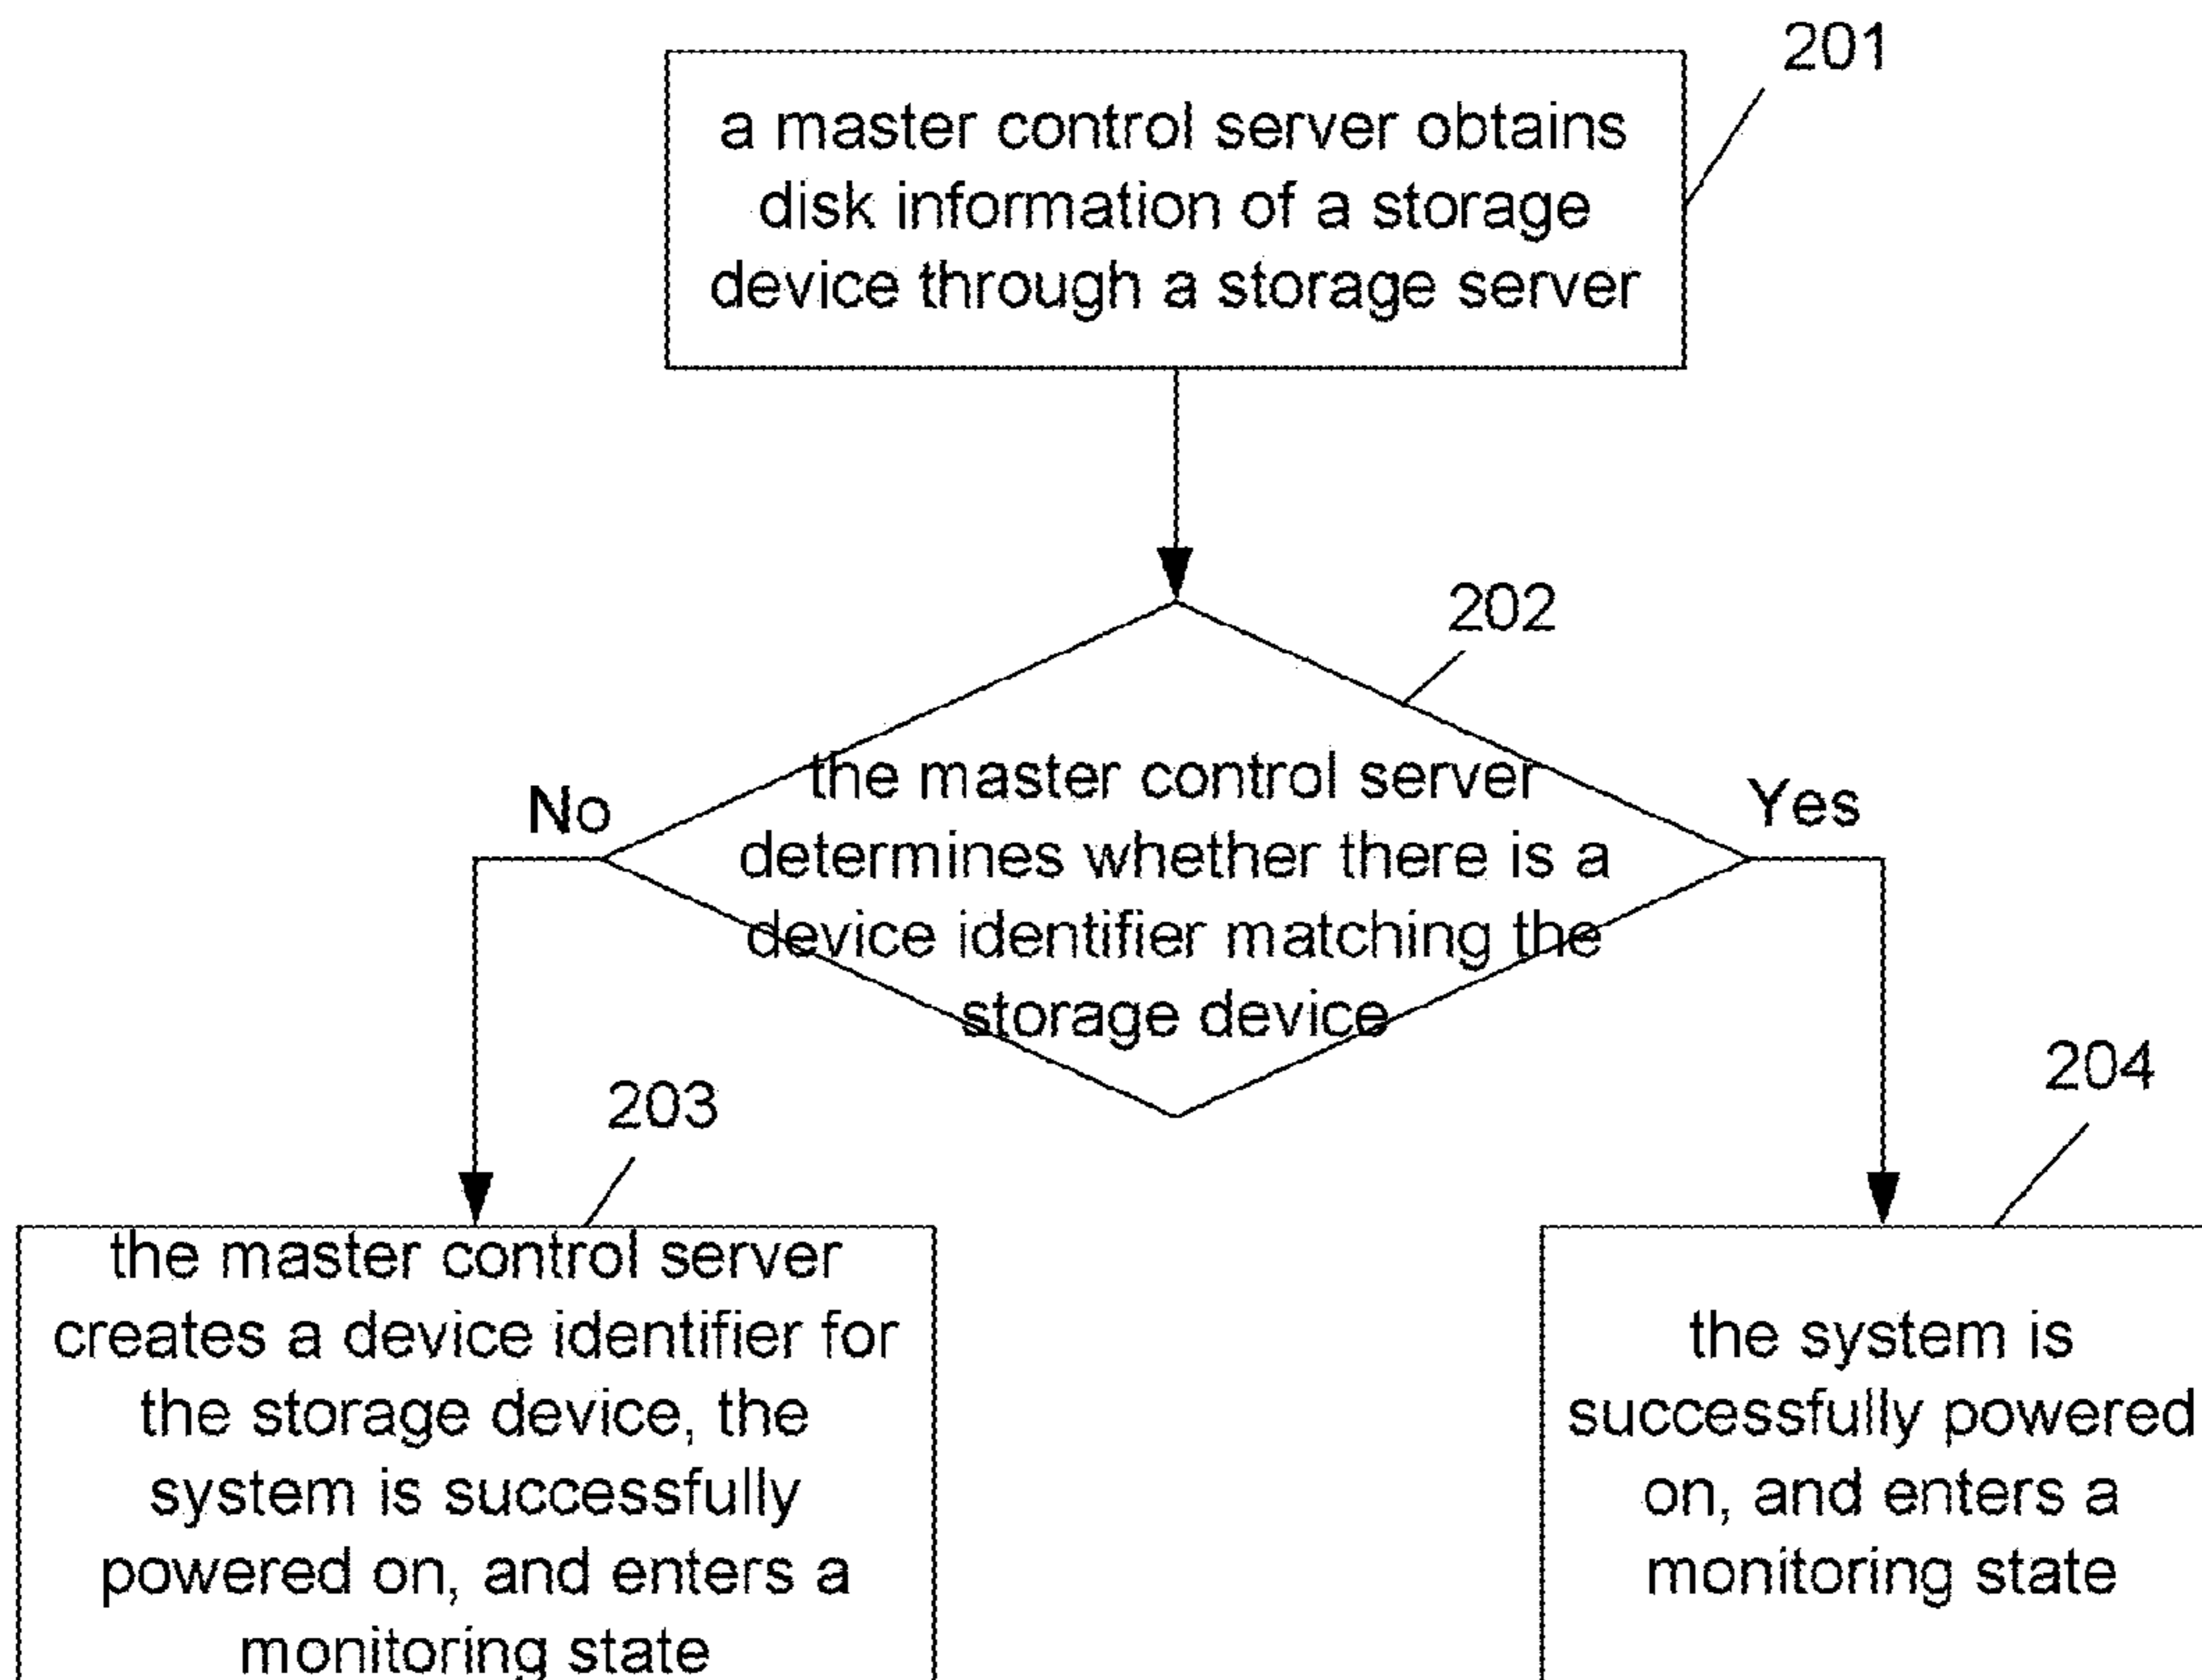 201
a master control server obtains
disk information of a storage
device through a storage server
202
the master control server
determines whether there is a
device identifier matching the
storage device
No
Yes
203
the master control server
creates a device identifier for
the storage device, the
system is successfully
powered on, and enters a
monitoring state
204
the system is
successfully powered
on, and enters a
monitoring state